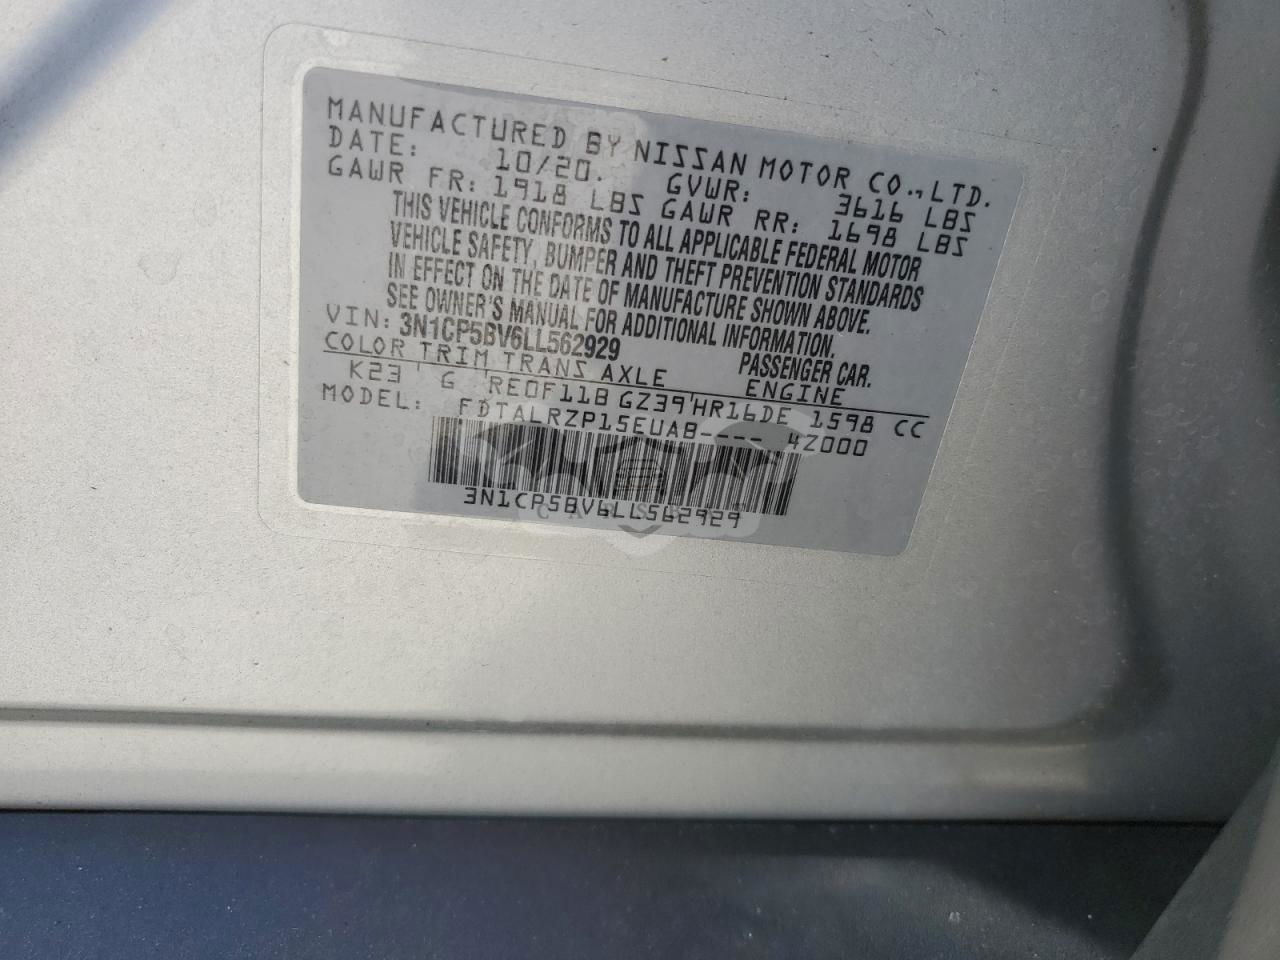 MANUFACTURED BY NISSAN MOTOR CO., LTD.
DATE: 10/20. GVWR: 3616 LBS
GAWR FR: 1918 LBS GAWR RR: 1698 LBS
THIS VEHICLE CONFORMS TO ALL APPLICABLE FEDERAL MOTOR
VEHICLE SAFETY, BUMPER AND THEFT PREVENTION STANDARDS
IN EFFECT ON THE DATE OF MANUFACTURE SHOWN ABOVE.
SEE OWNER'S MANUAL FOR ADDITIONAL INFORMATION.
VIN: 3N1CP5BV6LL562929 PASSENGER CAR.
COLOR TRIM TRANS AXLE ENGINE
K23 ' G 'RE0F11B GZ39'HR16DE 1598 CC
MODEL: FDTALRZP15EUAB---- 4Z000
3N1CP5BV6LL562929